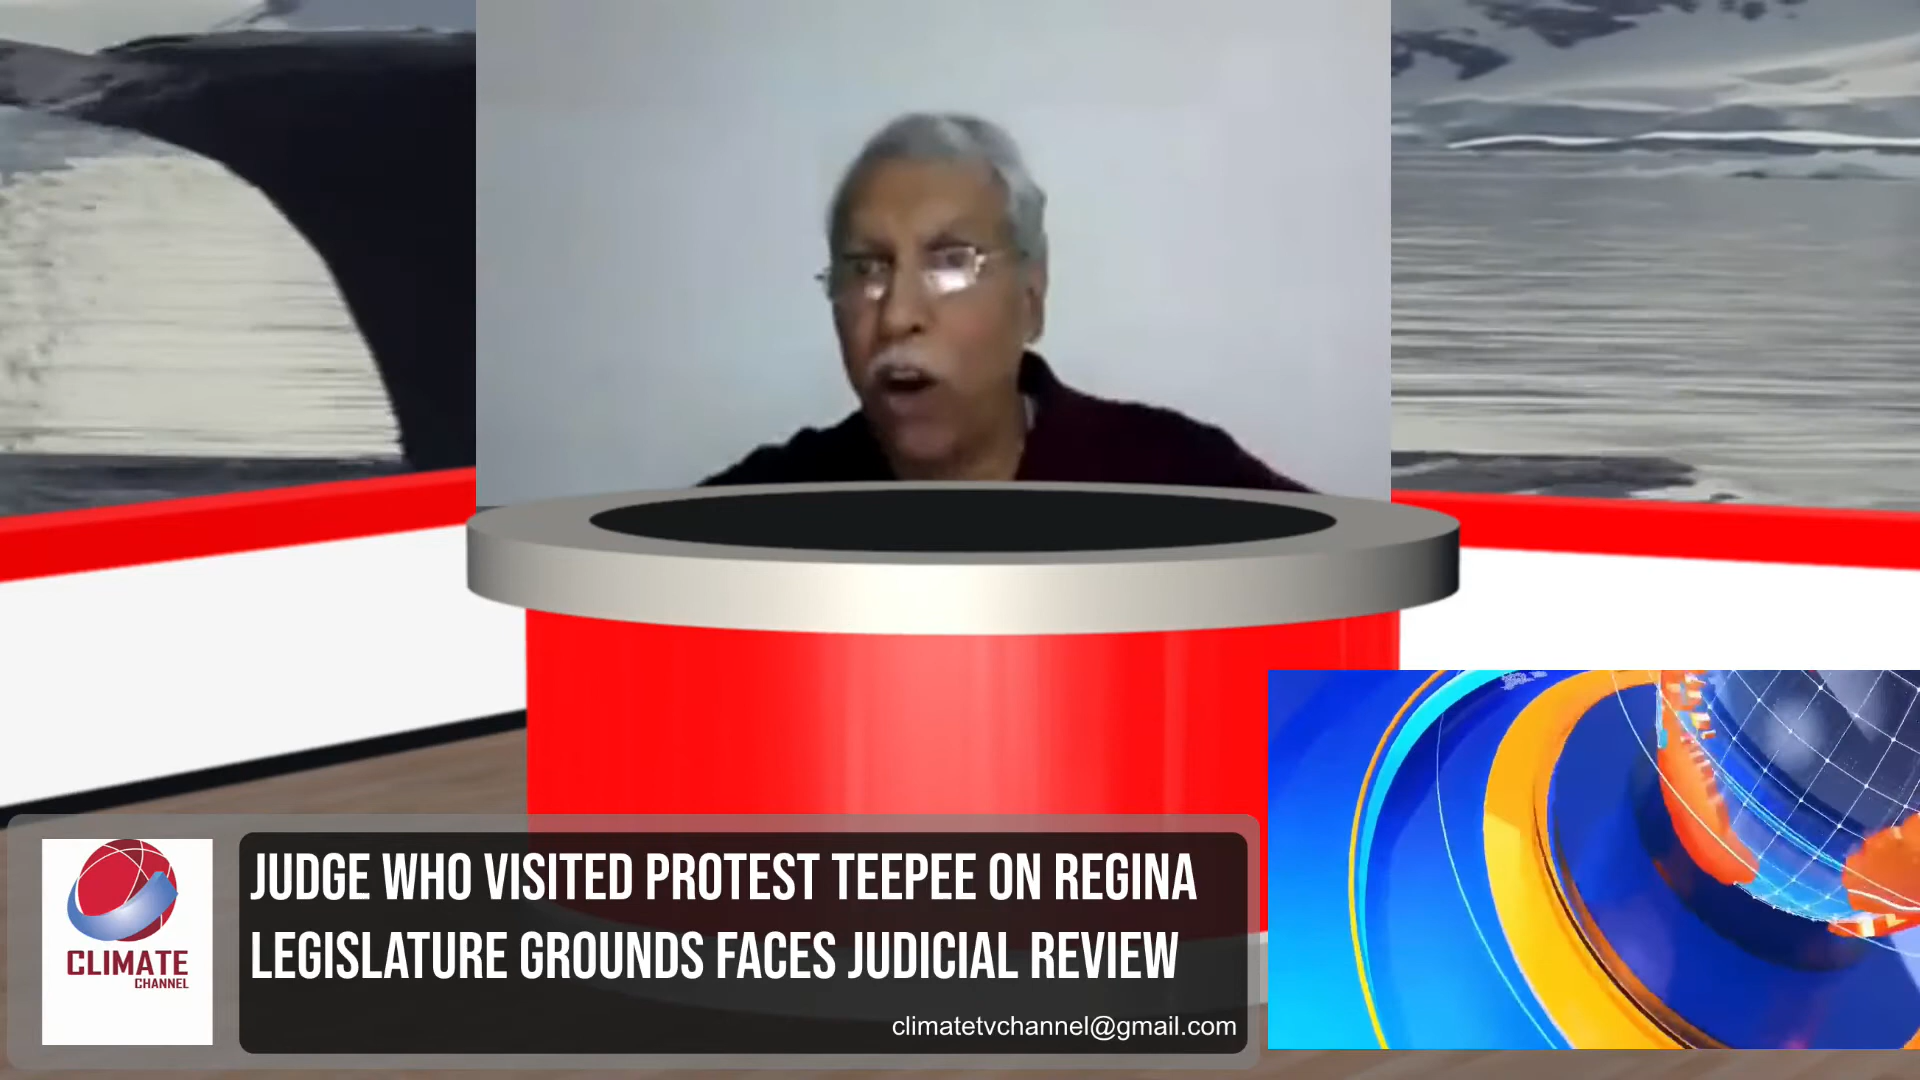 JUDGE WHO VISITED PROTEST TEEPEE ON REGINA
LEGISLATURE GROUNDS FACES JUDICIAL REVIEW
CLIMATE
CHANNEL
climatetvchannel@gmail.com